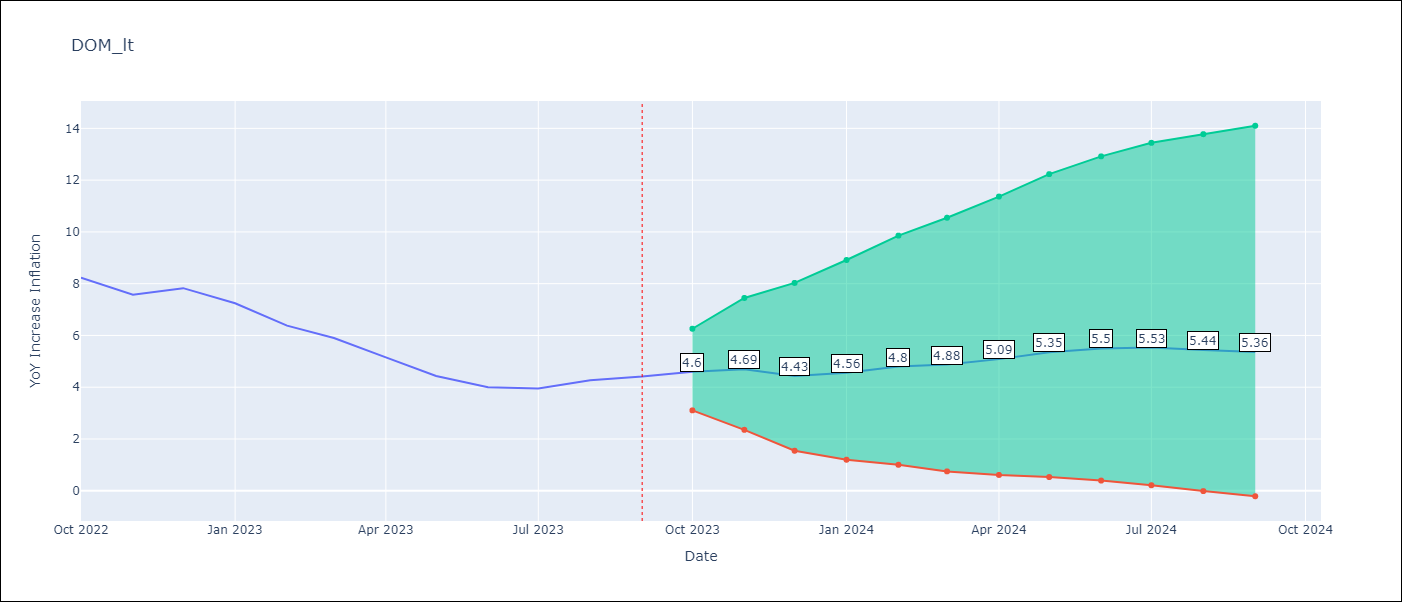 DOM_lt
YoY Increase Inflation
14
12
10
8
6
4
2
0
4.6
4.69
4.43
4.56
4.8
4.88
5.09
5.35
5.5
5.53
5.44
5.36
Oct 2022
Jan 2023
Apr 2023
Jul 2023
Oct 2023
Jan 2024
Apr 2024
Jul 2024
Oct 2024
Date